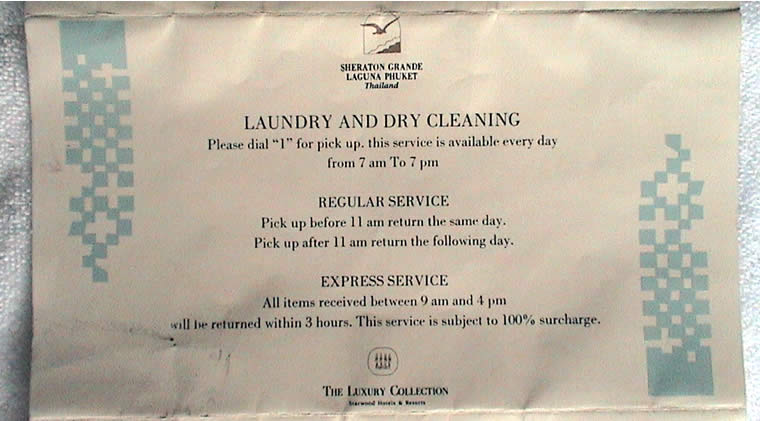 SHERATON GRANDE
LAGUNA PHUKET
Thailand
LAUNDRY AND DRY CLEANING
Please dial "1" for pick up. this service is available every day
from 7 am To 7 pm
REGULAR SERVICE
Pick up before 11 am return the same day.
Pick up after 11 am return the following day.
EXPRESS SERVICE
All items received between 9 am and 4 pm
will be returned within 3 hours. This service is subject to 100% surcharge.
THE LUXURY COLLECTION
Starwood Hotels & Resorts